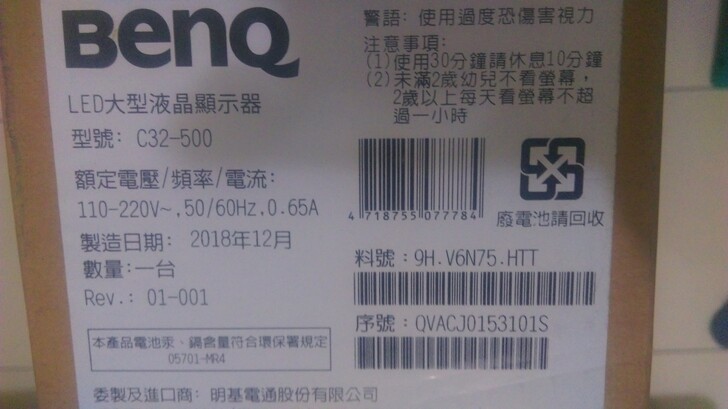 BenQ
LED大型液晶顯示器
型號: C32-500
額定電壓/頻率/電流:
110-220V~,50/60Hz,0.65A
製造日期: 2018年12月
數量:一台
Rev.: 01-001
本產品電池汞、鎘含量符合環保署規定
05701-MR4
委製及進口商: 明基電通股份有限公司
警語: 使用過度恐傷害視力
注意事項:
(1)使用30分鐘請休息10分鐘
(2)未滿2歲幼兒不看螢幕，
2歲以上每天看螢幕不超
過一小時
4 718755 077784
廢電池請回收
料號：9H.V6N75.HTT
序號：QVACJ0153101S